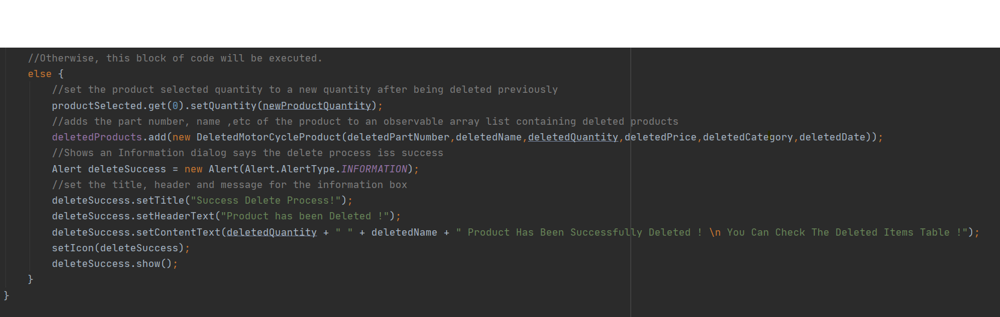 //Otherwise, this block of code will be executed.
else {
//set the product selected quantity to a new quantity after being deleted previously
productSelected.get(0).setQuantity(newProductQuantity);
//adds the part number, name ,etc of the product to an observable array list containing deleted products
deletedProducts.add(new DeletedMotorCycleProduct(deletedPartNumber,deletedName,deletedQuantity,deletedPrice,deletedCategory,deletedDate));
//Shows an Information dialog says the delete process iss success
Alert deleteSuccess = new Alert(Alert.AlertType.INFORMATION);
//set the title, header and message for the information box
deleteSuccess.setTitle("Success Delete Process!");
deleteSuccess.setHeaderText("Product has been Deleted !");
deleteSuccess.setContentText(deletedQuantity + " " + deletedName + " Product Has Been Successfully Deleted ! \n You Can Check The Deleted Items Table !");
setIcon(deleteSuccess);
deleteSuccess.show();
}
}